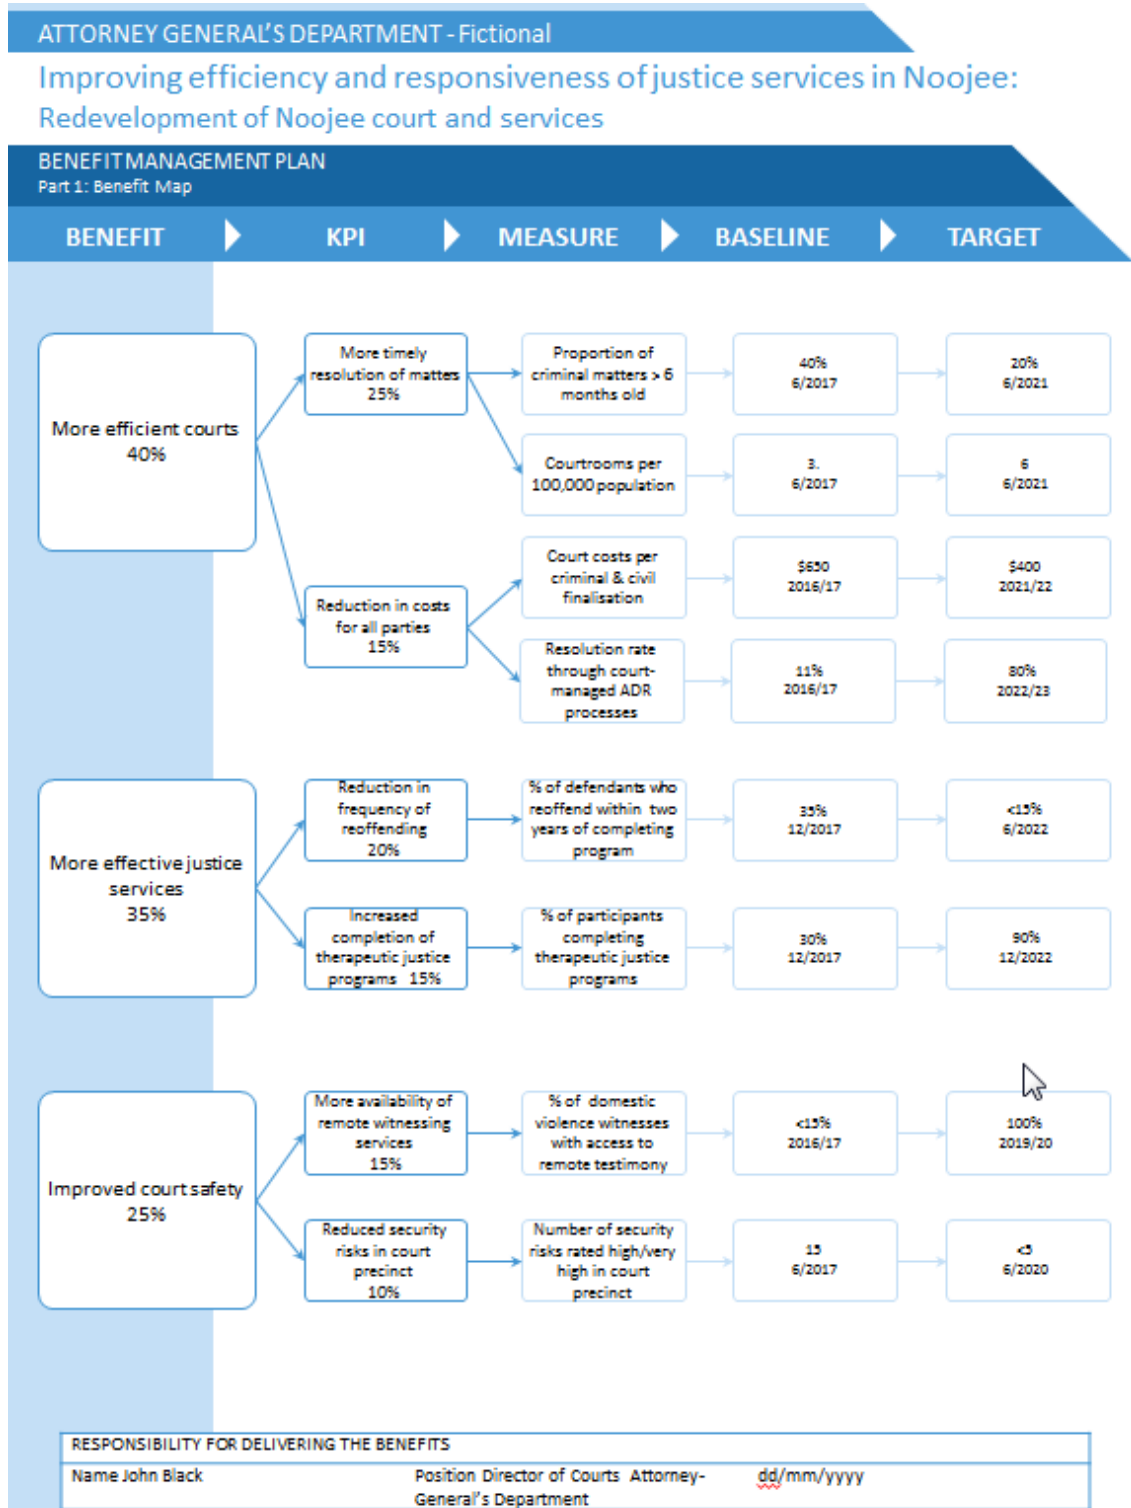 ATTORNEY GENERAL'S DEPARTMENT - Fictional
Improving efficiency and responsiveness of justice services in Noojee:
Redevelopment of Noojee court and services
BENEFIT MANAGEMENT PLAN
Part 1: Benefit Map
BENEFIT
KPI
MEASURE
BASELINE
TARGET
More efficient courts
40%
More timely
resolution of matters
25%
Proportion of
criminal matters > 6
months old
40%
6/2017
20%
6/2021
Courtrooms per
100,000 population
3.
6/2017
6
6/2021
Reduction in costs
for all parties
15%
Court costs per
criminal & civil
finalisation
$650
2016/17
$400
2021/22
Resolution rate
through court-
managed ADR
processes
11%
2016/17
80%
2022/23
More effective justice
services
35%
Reduction in
frequency of
reoffending
20%
% of defendants who
reoffend within two
years of completing
program
35%
12/2017
<15%
6/2022
Increased
completion of
therapeutic justice
programs 15%
% of participants
completing
therapeutic justice
programs
30%
12/2017
90%
12/2022
Improved court safety
25%
More availability of
remote witnessing
services
15%
% of domestic
violence witnesses
with access to
remote testimony
<15%
2016/17
100%
2019/20
Reduced security
risks in court
precinct
10%
Number of security
risks rated high/very
high in court
precinct
15
6/2017
<5
6/2020
RESPONSIBILITY FOR DELIVERING THE BENEFITS
Name John Black
Position Director of Courts Attorney-
General's Department
dd/mm/yyyy